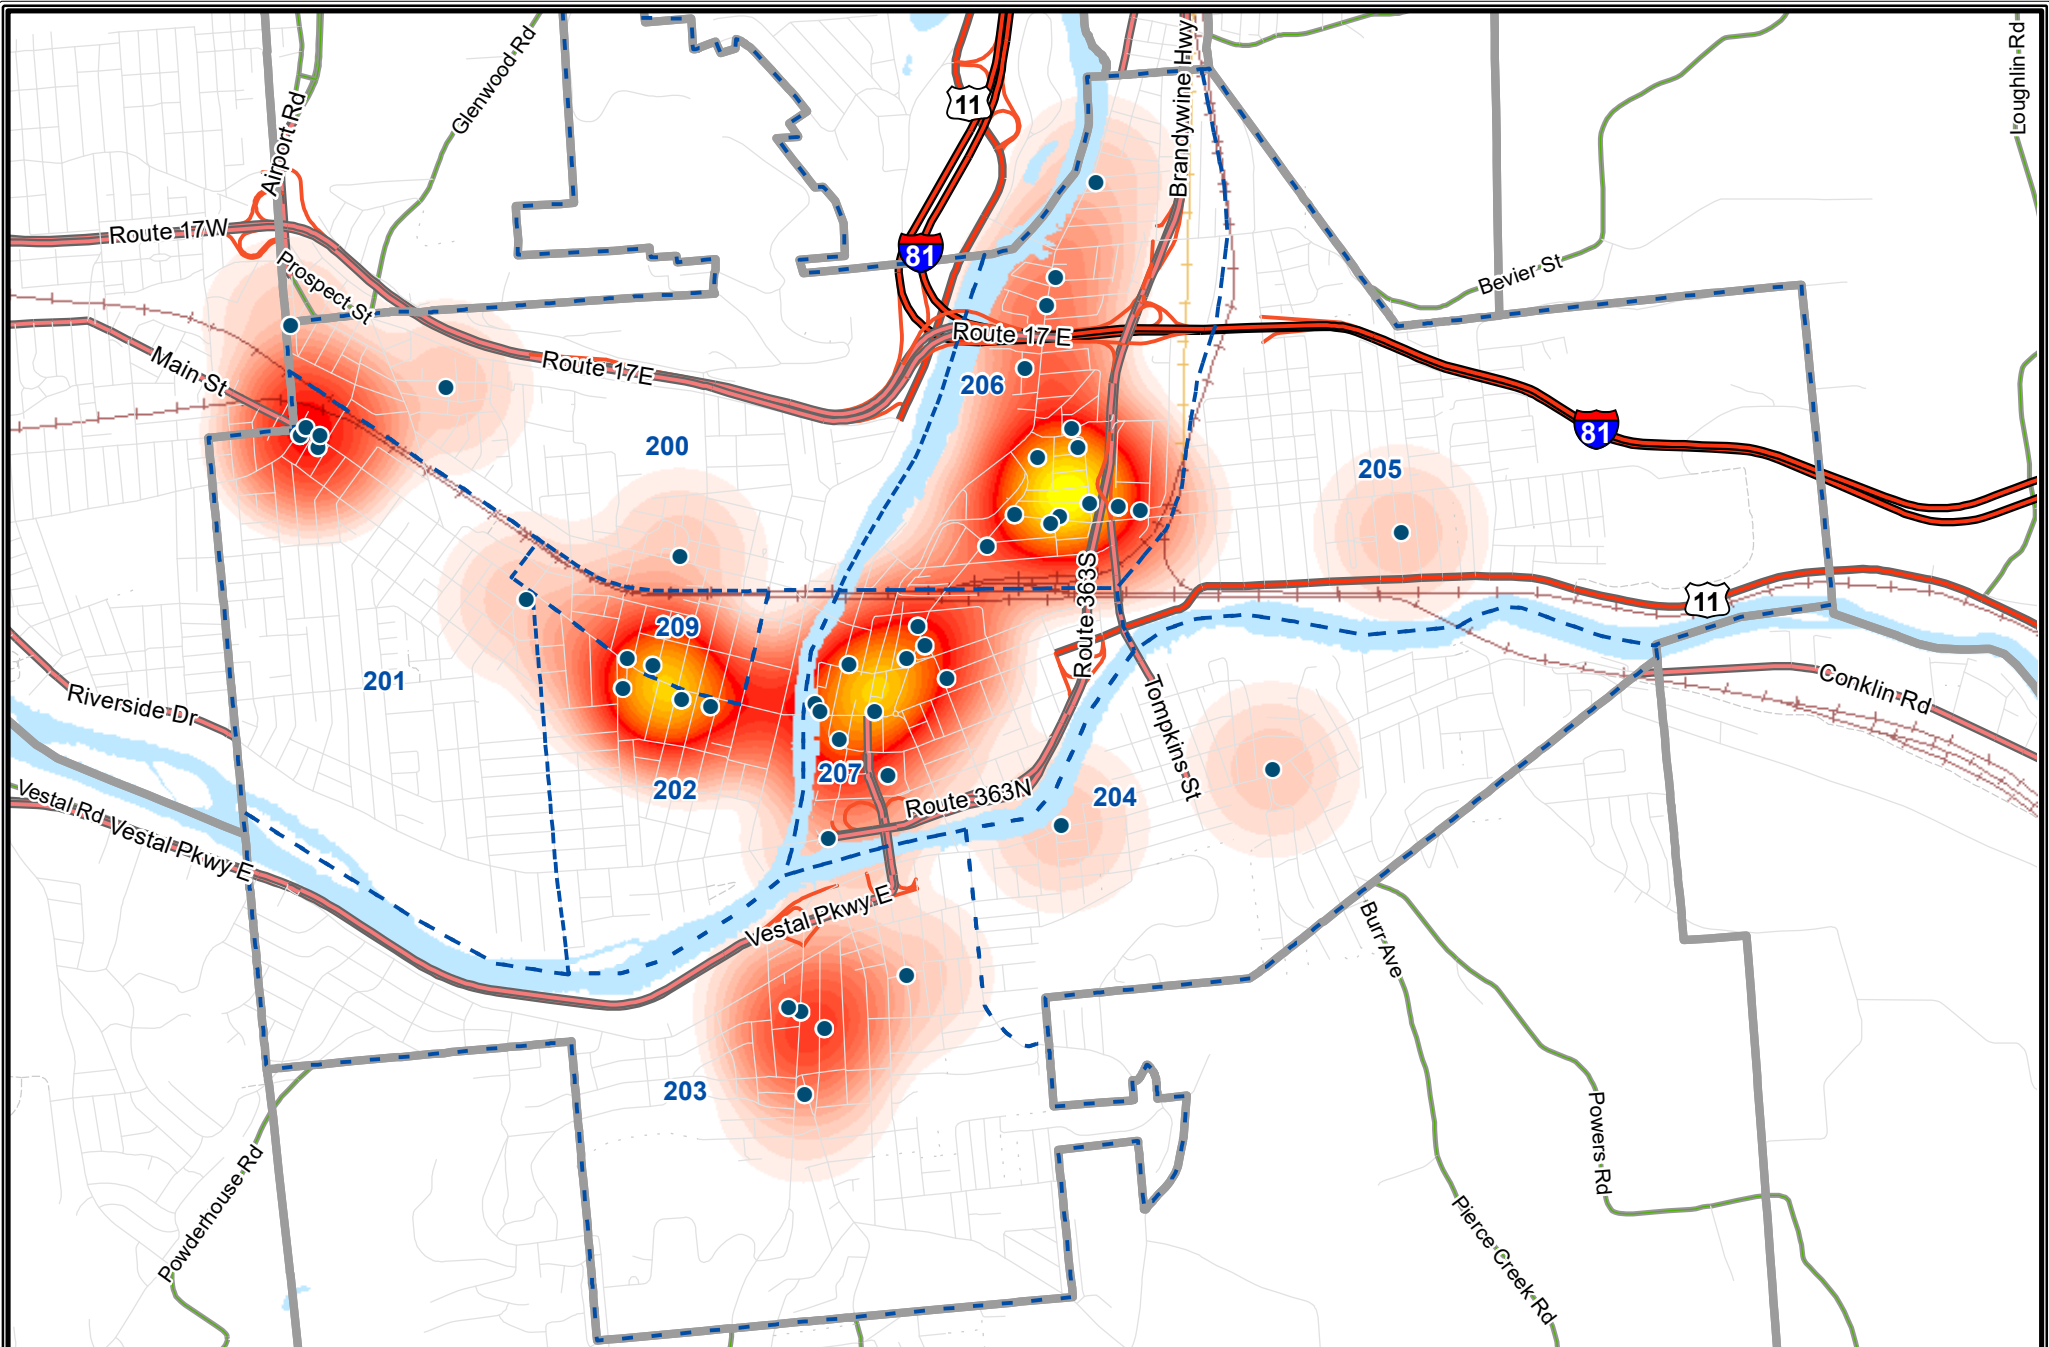 Glenwood Rd
Brandywine Hwy
Loughlin Rd
11
Airport Rd
Route 17W
81
Prospect St
Bevier St
Route 17 E
Main St
Route 17E
206
81
200
205
Route 363S
11
209
201
Riverside Dr
Tompkins St
Conklin Rd
207
202
Route 363N
204
Vestal Rd
Vestal Pkwy E
Vestal Pkwy E
Burr Ave
203
Powers Rd
Powderhouse Rd
Pierce Creek Rd